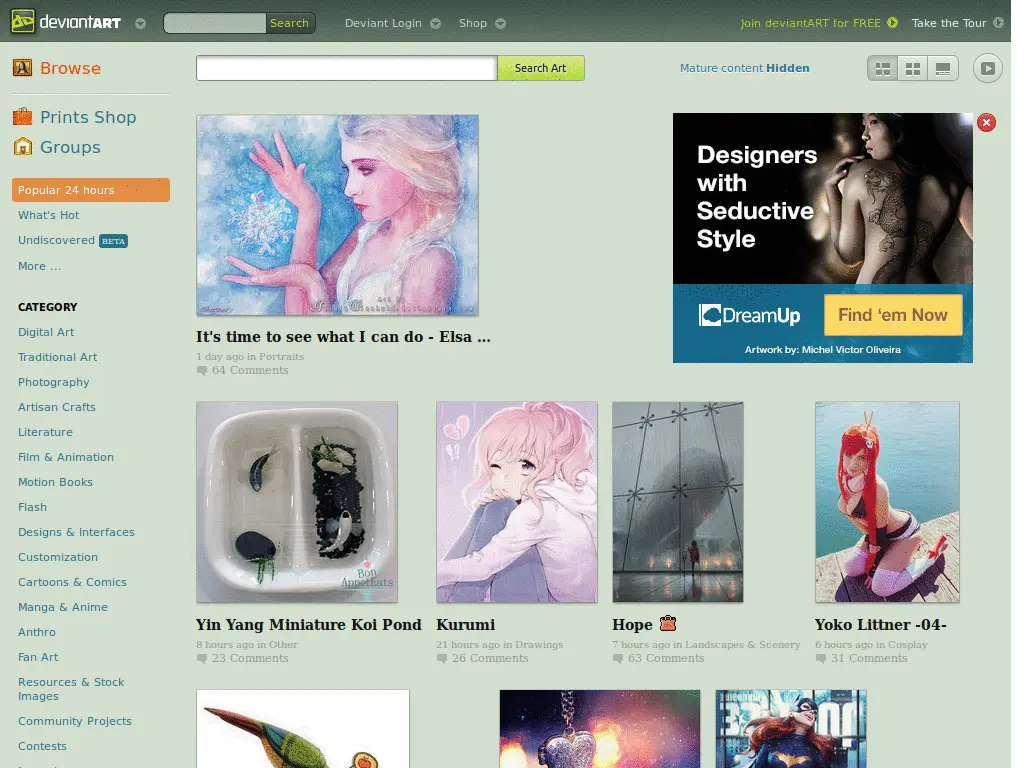 deviantART
Search
Deviant Login
Shop
Join deviantART for FREE
Take the Tour
Browse
Search Art
Mature content Hidden
Prints Shop
Groups
Popular 24 hours
What's Hot
Undiscovered BETA
More ...
CATEGORY
Digital Art
Traditional Art
Photography
Artisan Crafts
Literature
Film & Animation
Motion Books
Flash
Designs & Interfaces
Customization
Cartoons & Comics
Manga & Anime
Anthro
Fan Art
Resources & Stock
Images
Community Projects
Contests
Designers
with
Seductive
Style
DreamUp
Find 'em Now
Artwork by: Michel Victor Oliveira
It's time to see what I can do - Elsa ...
1 day ago in Portraits
64 Comments
Bon
AppetEats
Yin Yang Miniature Koi Pond
8 hours ago in Other
23 Comments
Kurumi
21 hours ago in Drawings
26 Comments
Hope
7 hours ago in Landscapes & Scenery
63 Comments
Yoko Littner -04-
6 hours ago in Cosplay
31 Comments